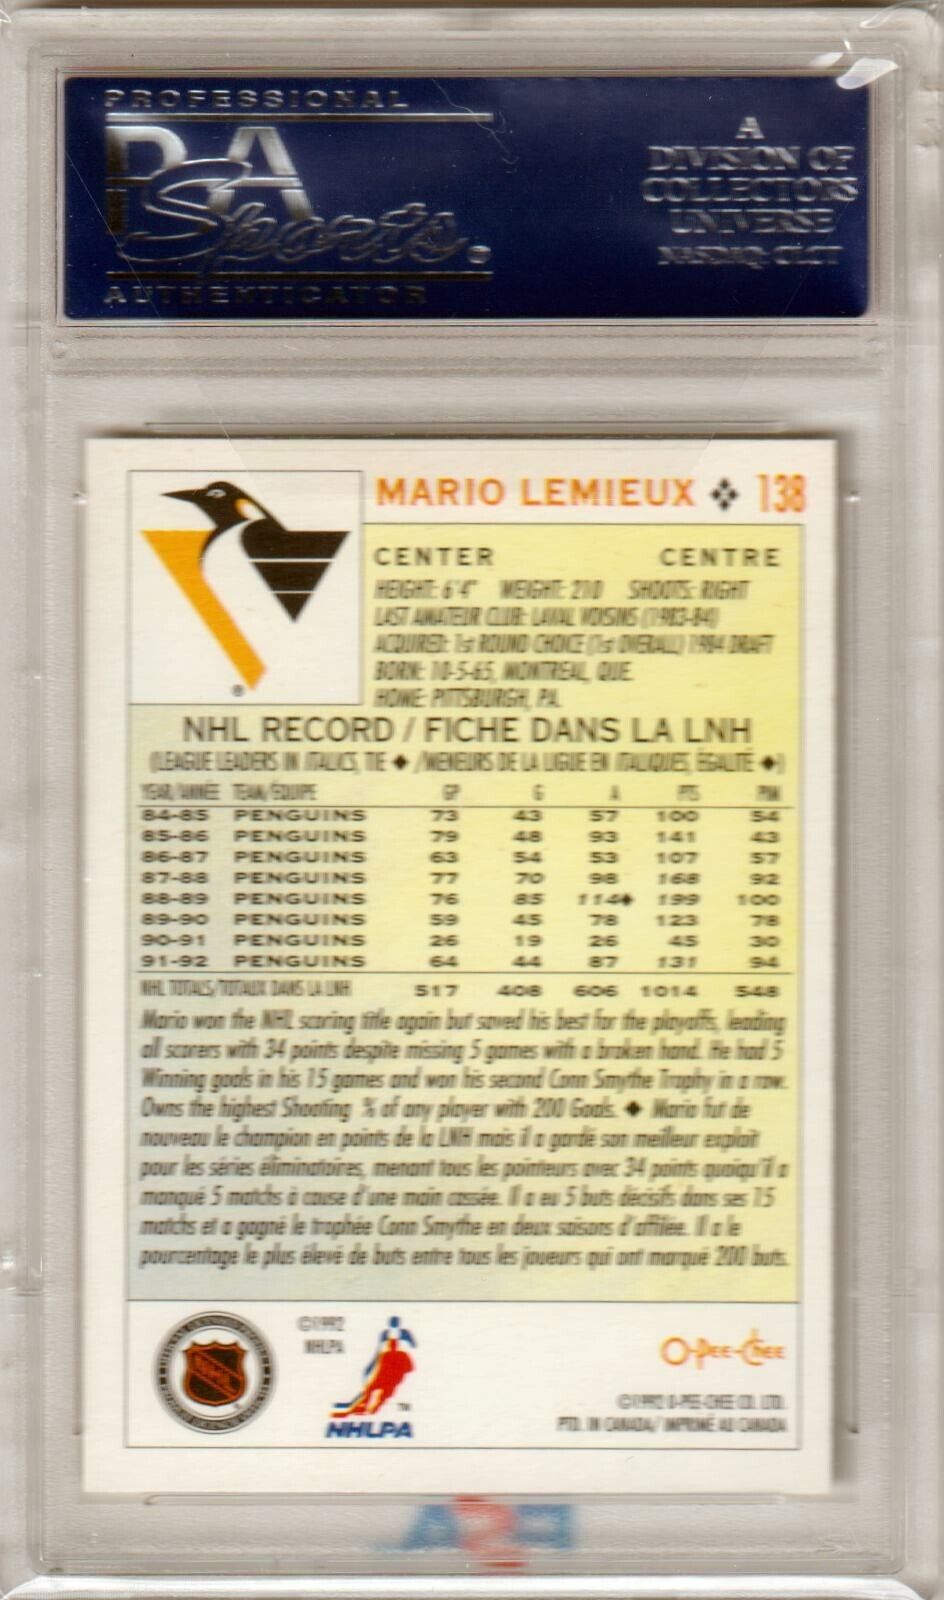 PROFESSIONAL
PSA
Sports®
AUTHENTICATOR
A
DIVISION OF
COLLECTORS
UNIVERSE
NASDAQ: CLCT
MARIO LEMIEUX ❖ 138
CENTER CENTRE
HEIGHT: 6'4" WEIGHT: 210 SHOOTS: RIGHT
LAST AMATEUR CLUB: LAVAL VOISINS (1983-84)
ACQUIRED: 1st ROUND CHOICE (1st OVERALL) 1984 DRAFT
BORN: 10-5-65, MONTREAL, QUE.
HOME: PITTSBURGH, PA.
®
NHL RECORD / FICHE DANS LA LNH
(LEAGUE LEADERS IN ITALICS, TIE ◆ /MENEURS DE LA LIGUE EN ITALIQUES, ÉGALITÉ ◆)
YEAR/ANNÉE TEAM/ÉQUIPE GP G A PTS PIM
84-85 PENGUINS 73 43 57 100 54
85-86 PENGUINS 79 48 93 141 43
86-87 PENGUINS 63 54 53 107 57
87-88 PENGUINS 77 70 98 168 92
88-89 PENGUINS 76 85 114◆ 199 100
89-90 PENGUINS 59 45 78 123 78
90-91 PENGUINS 26 19 26 45 30
91-92 PENGUINS 64 44 87 131 94
NHL TOTALS/TOTAUX DANS LA LNH 517 408 606 1014 548
Mario won the NHL scoring title again but saved his best for the playoffs, leading
all scorers with 34 points despite missing 5 games with a broken hand. He had 5
Winning goals in his 15 games and won his second Conn Smythe Trophy in a row.
Owns the highest Shooting % of any player with 200 Goals. ◆ Mario fut de
nouveau le champion en points de la LNH mais il a gardé son meilleur exploit
pour les séries éliminatoires, menant tous les pointeurs avec 34 points quoiqu'il a
manqué 5 matchs à cause d'une main cassée. Il a eu 5 buts décisifs dans ses 15
matchs et a gagné le trophée Conn Smythe en deux saisons d'affilée. Il a le
pourcentage le plus élevé de buts entre tous les joueurs qui ont marqué 200 buts.
NHL
©1992
NHLPA
NHLPA
™
O-Pee-Chee
©1992 O-PEE-CHEE CO. LTD.
PTD. IN CANADA/ IMPRIMÉ AU CANADA
PSA